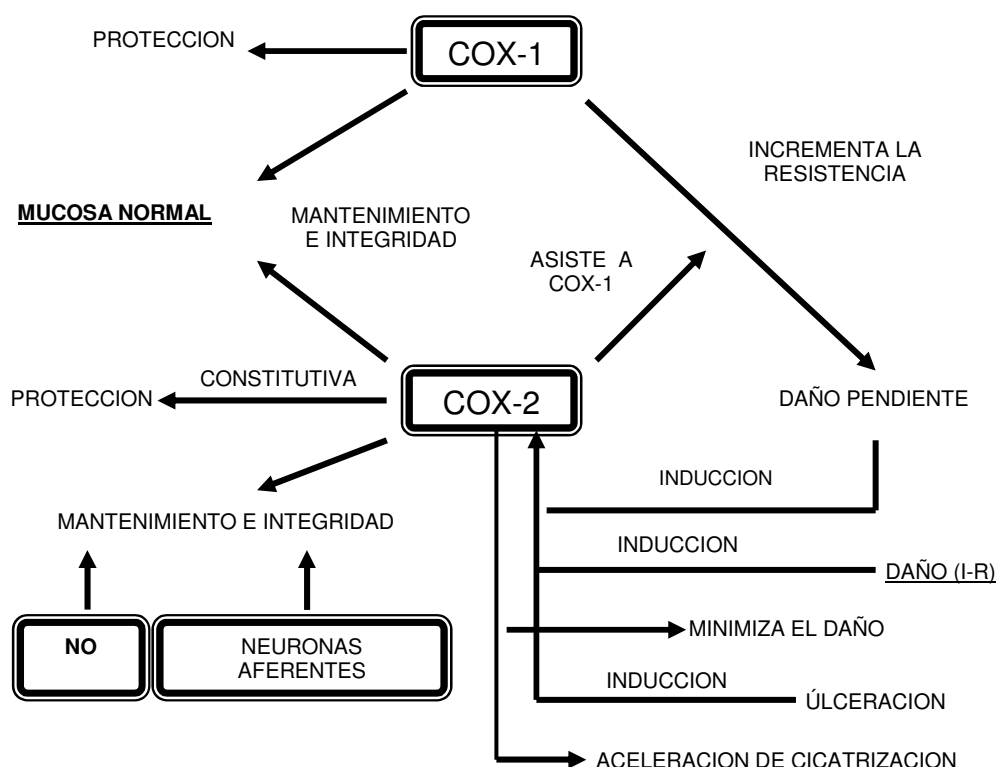 PROTECCION
COX-1
INCREMENTA LA
RESISTENCIA
MUCOSA NORMAL
MANTENIMIENTO
E INTEGRIDAD
ASISTE A
COX-1
CONSTITUTIVA
PROTECCION
COX-2
DAÑO PENDIENTE
INDUCCION
MANTENIMIENTO E INTEGRIDAD
INDUCCION
DAÑO (I-R)
NO
NEURONAS
AFERENTES
MINIMIZA EL DAÑO
INDUCCION
ÚLCERACION
ACELERACION DE CICATRIZACION